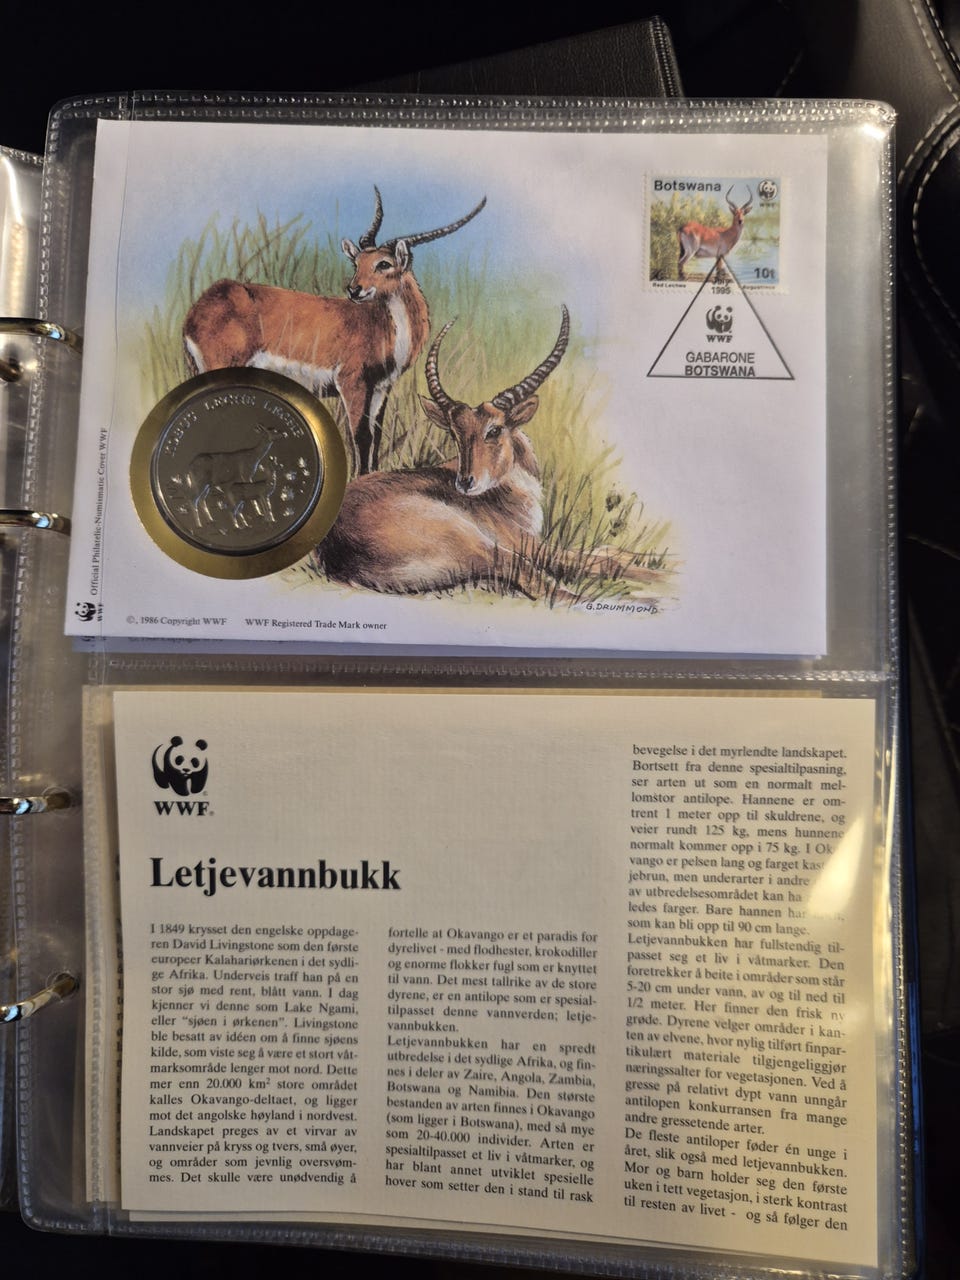 Botswana
WWF
Red Lechwe
10t
Augustinus
July
1995
WWF
GABARONE
BOTSWANA
KOBUS LECHE LECHE
Official Philatelic-Numismatic Cover WWF
WWF
G.DRUMMOND
©, 1986 Copyright WWF WWF Registered Trade Mark owner
WWF®
Letjevannbukk
I 1849 krysset den engelske oppdage-
ren David Livingstone som den første
europeer Kalahariørkenen i det sydli-
ge Afrika. Underveis traff han på en
stor sjø med rent, blått vann. I dag
kjenner vi denne som Lake Ngami,
eller “sjøen i ørkenen”. Livingstone
ble besatt av idéen om å finne sjøens
kilde, som viste seg å være et stort våt-
marksområde lenger mot nord. Dette
mer enn 20.000 km² store området
kalles Okavango-deltaet, og ligger
mot det angolske høyland i nordvest.
Landskapet preges av et virvar av
vannveier på kryss og tvers, små øyer,
og områder som jevnlig oversvøm-
mes. Det skulle være unødvendig å
fortelle at Okavango er et paradis for
dyrelivet - med flodhester, krokodiller
og enorme flokker fugl som er knyttet
til vann. Det mest tallrike av de store
dyrene, er en antilope som er spesial-
tilpasset denne vannverden; letje-
vannbukken.
Letjevannbukken har en spredt
utbredelse i det sydlige Afrika, og fin-
nes i deler av Zaire, Angola, Zambia,
Botswana og Namibia. Den største
bestanden av arten finnes i Okavango
(som ligger i Botswana), med så mye
som 20-40.000 individer. Arten er
spesialtilpasset et liv i våtmarker, og
har blant annet utviklet spesielle
hover som setter den i stand til rask
bevegelse i det myrlendte landskapet.
Bortsett fra denne spesialtilpasning,
ser arten ut som en normalt mel-
lomstor antilope. Hannene er om-
trent 1 meter opp til skuldrene, og
veier rundt 125 kg, mens hunnene
normalt kommer opp i 75 kg. I Ok
vango er pelsen lang og farget kas
jebrun, men underarter i andre
av utbredelsesområdet kan ha
ledes farger. Bare hannen har
som kan bli opp til 90 cm lange.
Letjevannbukken har fullstendig til-
passet seg et liv i våtmarker. Den
foretrekker å beite i områder som står
5-20 cm under vann, av og til ned til
1/2 meter. Her finner den frisk ny
grøde. Dyrene velger områder i kan-
ten av elvene, hvor nylig tilført finpar-
tikulært materiale tilgjengeliggjør
næringssalter for vegetasjonen. Ved å
gresse på relativt dypt vann unngår
antilopen konkurransen fra mange
andre gressetende arter.
De fleste antiloper føder én unge i
året, slik også med letjevannbukken.
Mor og barn holder seg den første
uken i tett vegetasjon, i sterk kontrast
til resten av livet - og så følger den